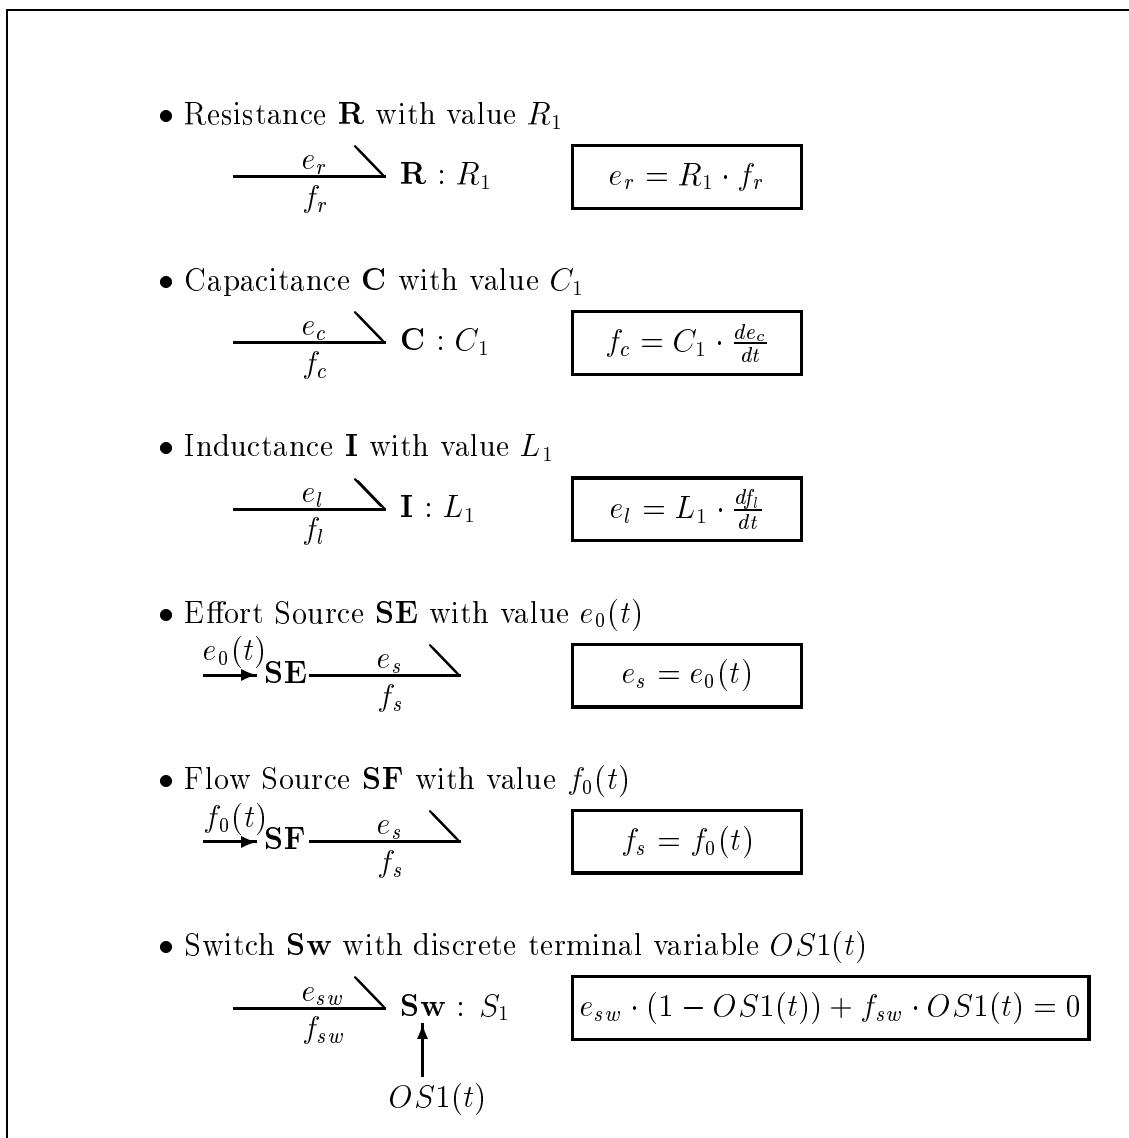 • Resistance R with value R₁
e_r
f_r
R : R₁
e_r = R₁ · f_r
• Capacitance C with value C₁
e_c
f_c
C : C₁
f_c = C₁ · de_c/dt
• Inductance I with value L₁
e_l
f_l
I : L₁
e_l = L₁ · df_l/dt
• Effort Source SE with value e₀(t)
e₀(t)
SE
e_s
f_s
e_s = e₀(t)
• Flow Source SF with value f₀(t)
f₀(t)
SF
e_s
f_s
f_s = f₀(t)
• Switch Sw with discrete terminal variable OS1(t)
e_sw
f_sw
Sw : S₁
e_sw · (1 − OS1(t)) + f_sw · OS1(t) = 0
OS1(t)